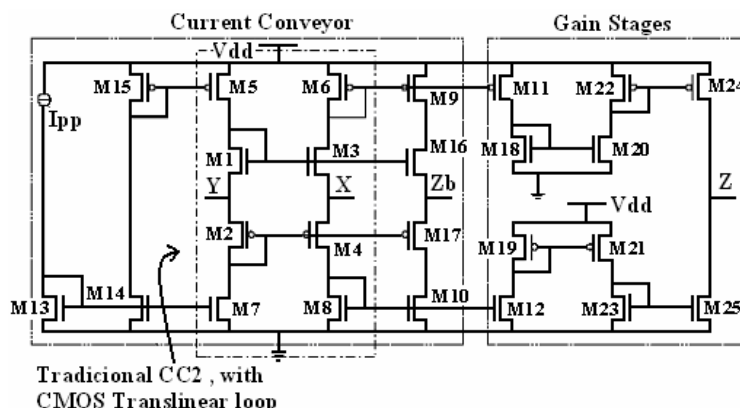 Current Conveyor
Gain Stages
Vdd
M15
M5
M6
M9
M11
M22
M24
Ipp
M1
M3
M16
M18
M20
Y
X
Zb
Z
Vdd
M2
M4
M17
M19
M21
M13
M14
M7
M8
M10
M12
M23
M25
Tradicional CC2 , with
CMOS Translinear loop